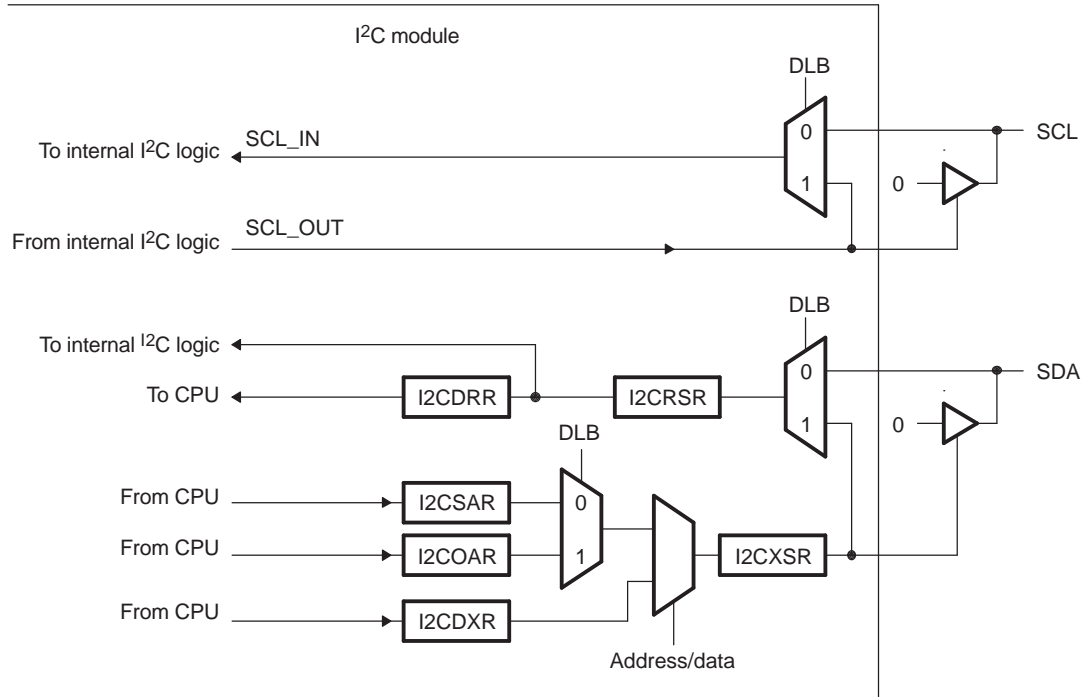 I2C module
DLB
0
SCL
To internal I2C logic
SCL_IN
1
0
From internal I2C logic
SCL_OUT
DLB
To internal I2C logic
0
SDA
To CPU
I2CDRR
I2CRSR
1
0
DLB
From CPU
I2CSAR
0
From CPU
I2COAR
1
I2CXSR
From CPU
I2CDXR
Address/data